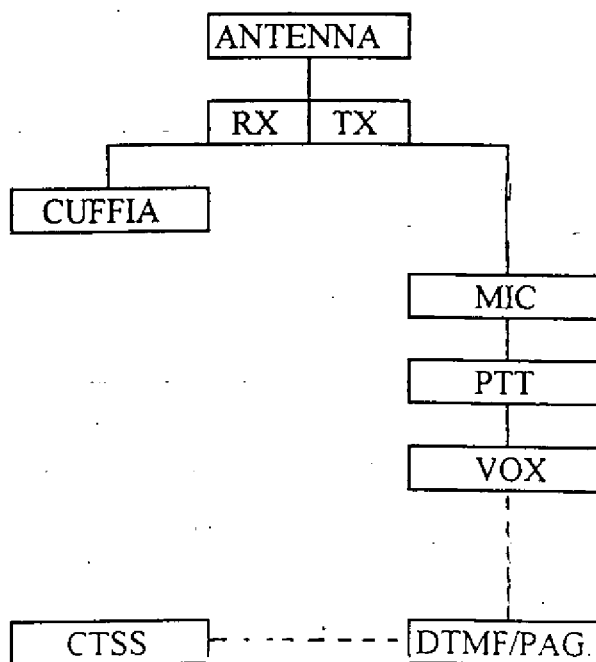 ANTENNA
RX TX
CUFFIA
MIC
PTT
VOX
CTSS DTMF/PAG.